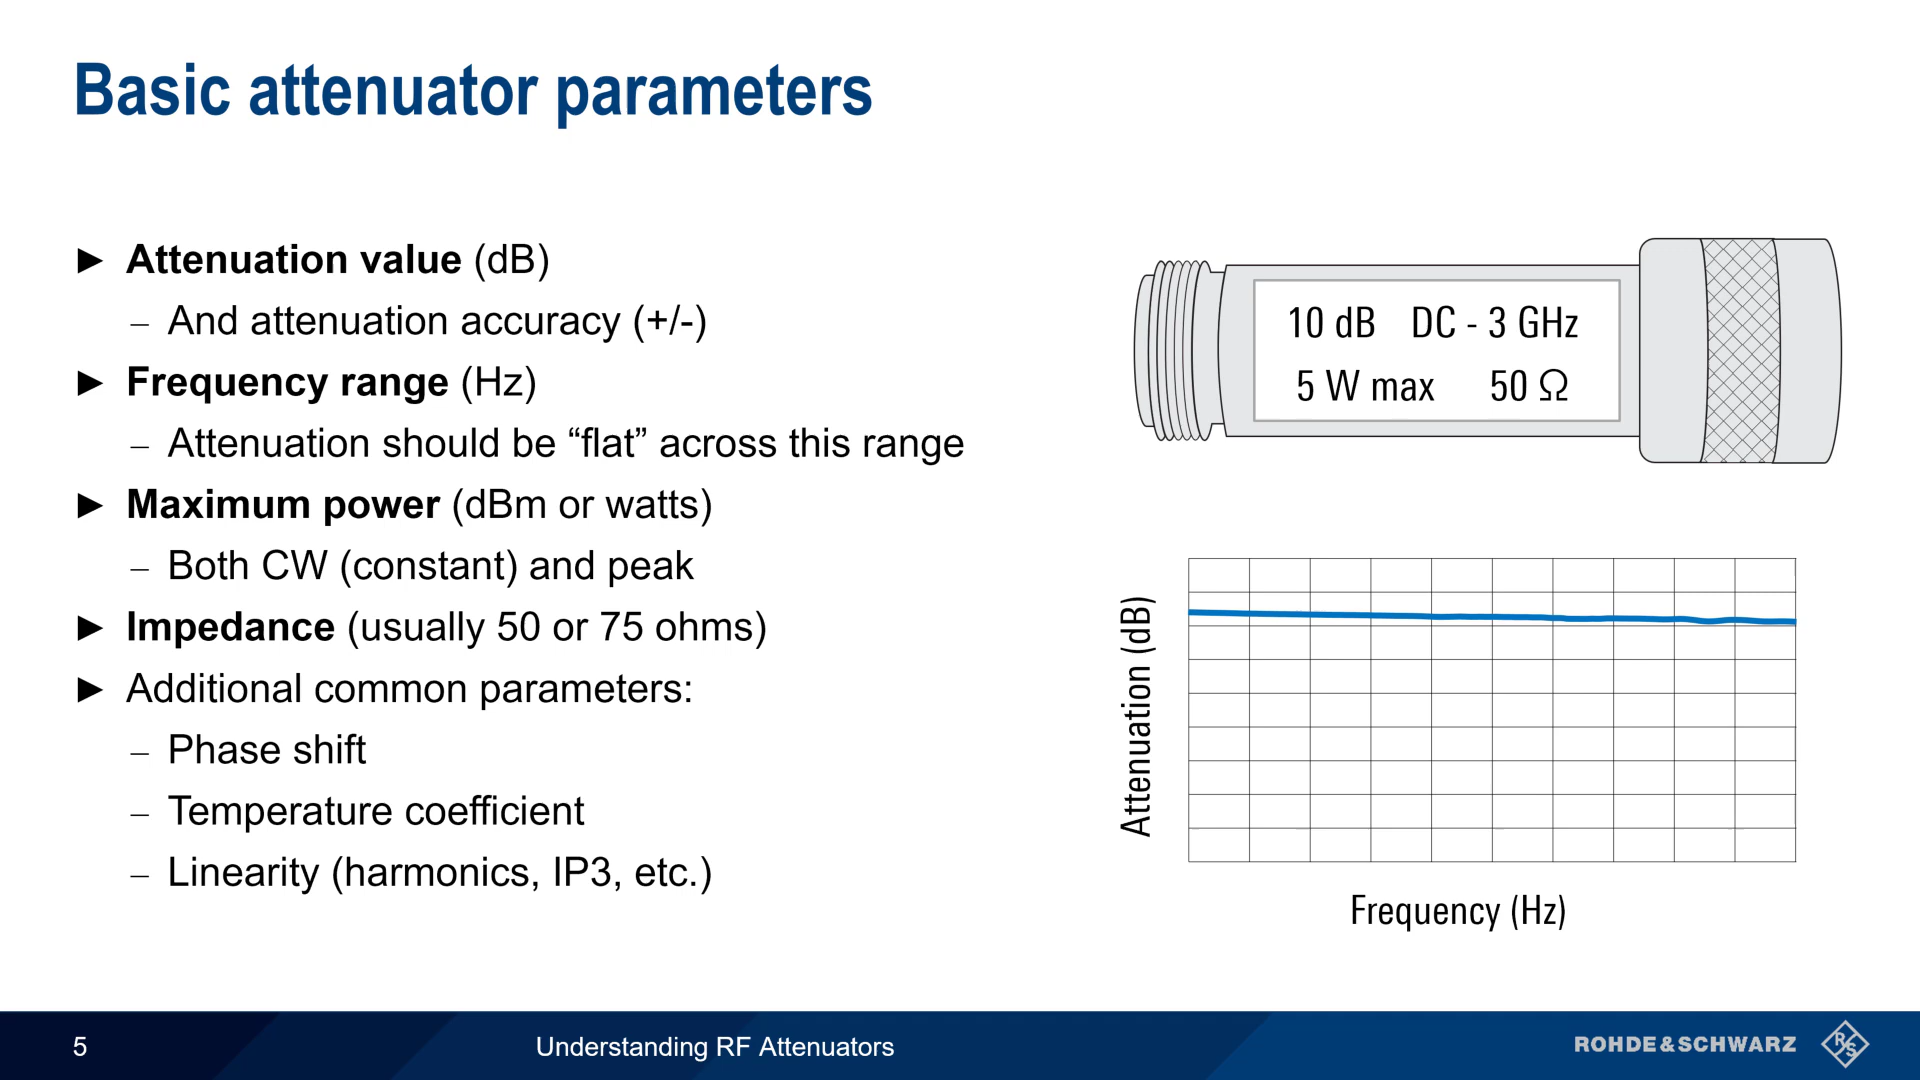 Basic attenuator parameters
► Attenuation value (dB)
– And attenuation accuracy (+/-)
► Frequency range (Hz)
– Attenuation should be “flat” across this range
► Maximum power (dBm or watts)
– Both CW (constant) and peak
► Impedance (usually 50 or 75 ohms)
► Additional common parameters:
– Phase shift
– Temperature coefficient
– Linearity (harmonics, IP3, etc.)
10 dB DC - 3 GHz
5 W max 50 Ω
Attenuation (dB)
Frequency (Hz)
5
Understanding RF Attenuators
ROHDE&SCHWARZ
R S